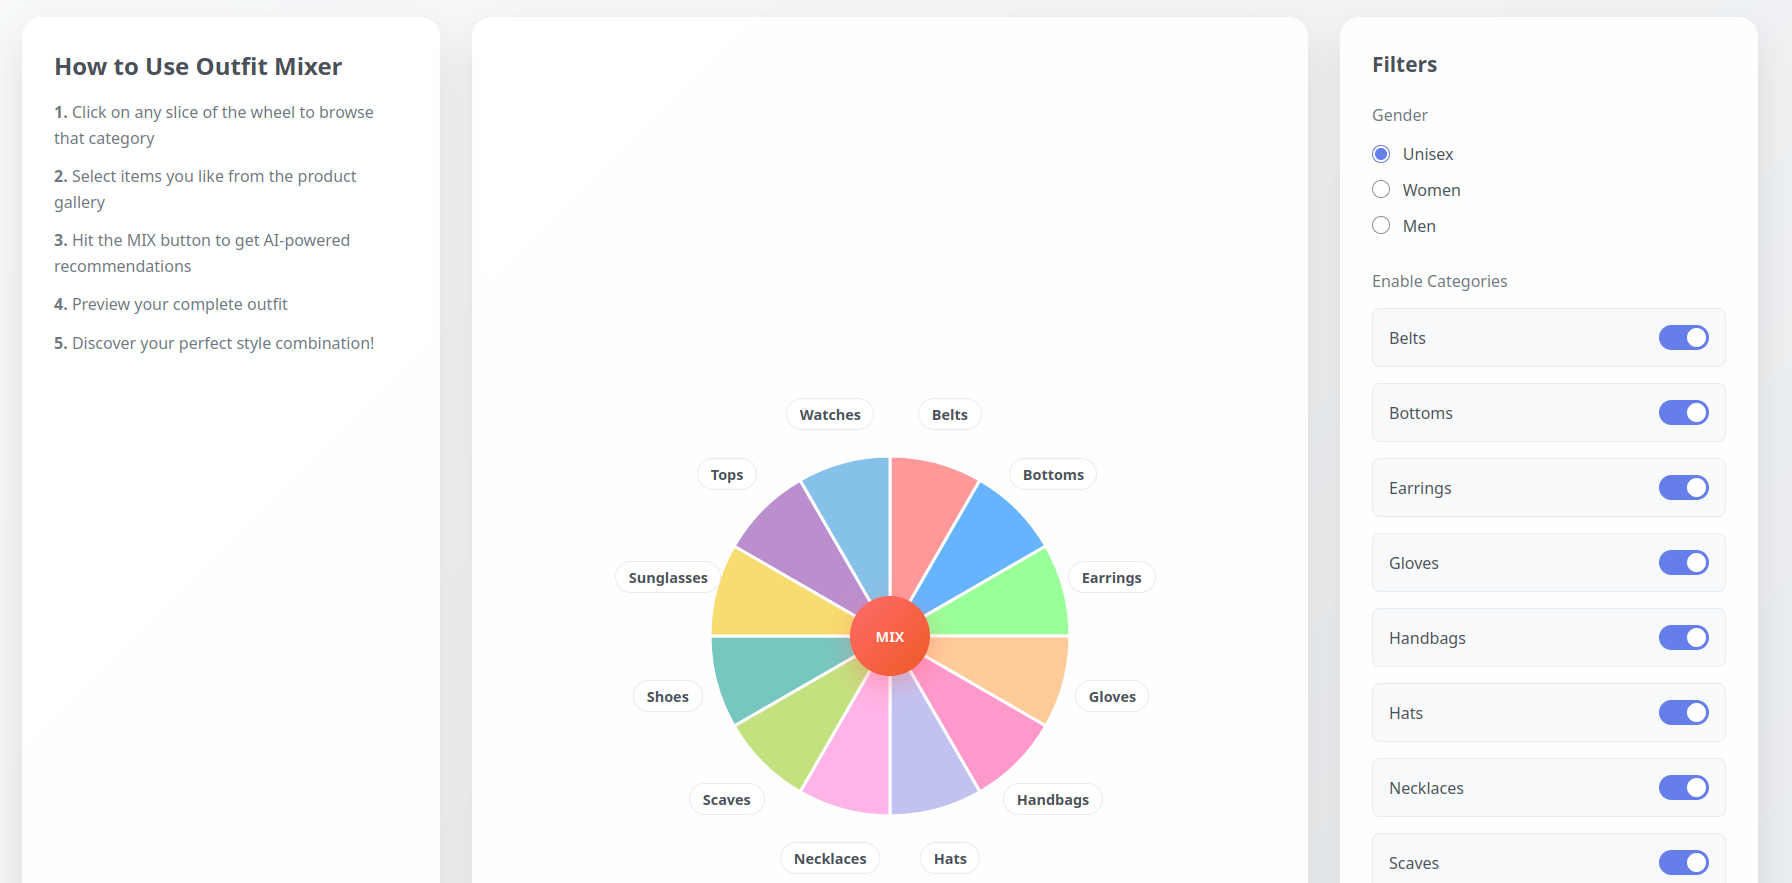 How to Use Outfit Mixer
1. Click on any slice of the wheel to browse
that category
2. Select items you like from the product
gallery
3. Hit the MIX button to get AI-powered
recommendations
4. Preview your complete outfit
5. Discover your perfect style combination!
Watches
Belts
Tops
Bottoms
Sunglasses
Earrings
MIX
Shoes
Gloves
Scaves
Handbags
Necklaces
Hats
Filters
Gender
Unisex
Women
Men
Enable Categories
Belts
Bottoms
Earrings
Gloves
Handbags
Hats
Necklaces
Scaves